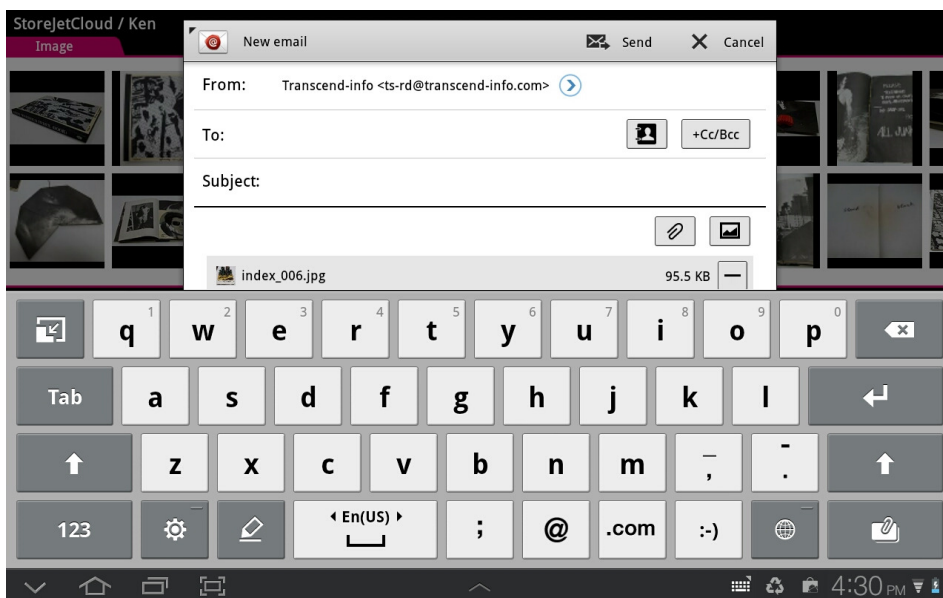 StoreJetCloud / Ken
Image
New email
Send
Cancel
From: Transcend-info <ts-rd@transcend-info.com>
To:
+Cc/Bcc
Subject:
index_006.jpg
95.5 KB
ALL JUNK
q 1 w 2 e 3 r 4 t 5 y 6 u 7 i 8 o 9 p 0
Tab a s d f g h j k l
z x c v b n m _ , - .
123 En(US) ; @ .com :-)
4:30 PM